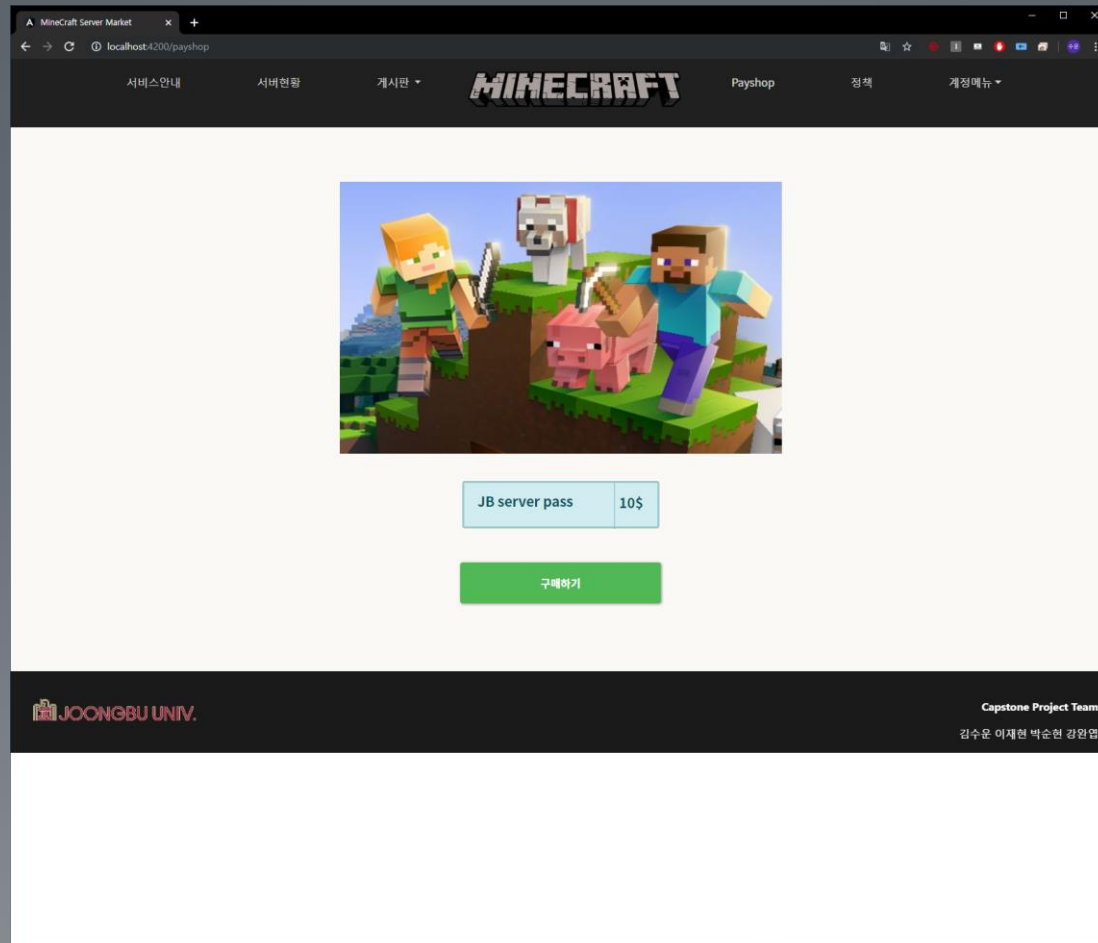 MineCraft Server Market
localhost:4200/payshop
서비스안내 서버현황 게시판 MINECRAFT Payshop 정책 계정메뉴
JB server pass 10$
구매하기
JOONGBU UNIV.
Capstone Project Team
김수운 이재현 박순현 강완엽